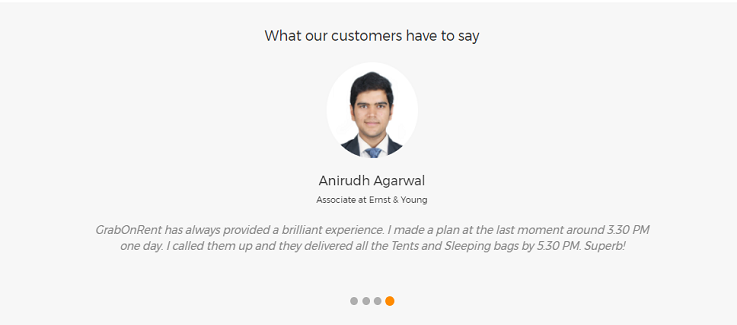 What our customers have to say
Anirudh Agarwal
Associate at Ernst & Young
GrabOnRent has always provided a brilliant experience. I made a plan at the last moment around 3.30 PM
one day. I called them up and they delivered all the Tents and Sleeping bags by 5.30 PM. Superb!